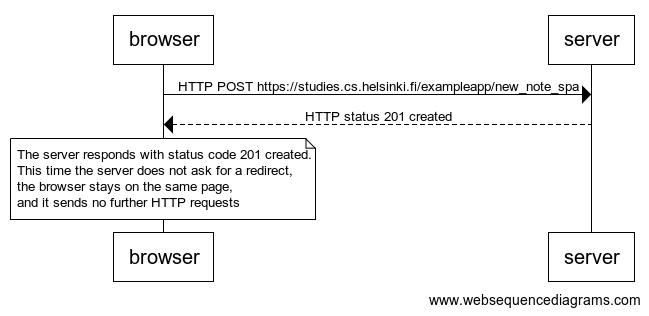 browser
server
HTTP POST https://studies.cs.helsinki.fi/exampleapp/new_note_spa
HTTP status 201 created
The server responds with status code 201 created.
This time the server does not ask for a redirect,
the browser stays on the same page,
and it sends no further HTTP requests
browser
server
www.websequencediagrams.com